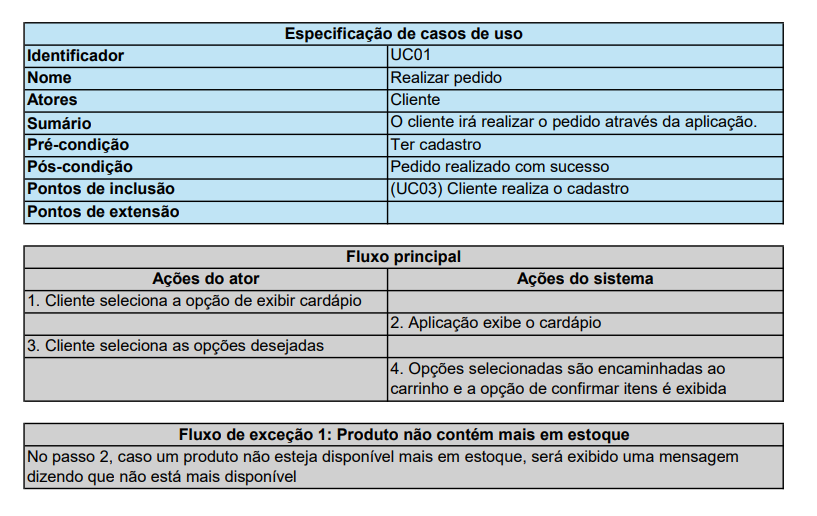 Especificação de casos de uso
Identificador UC01
Nome Realizar pedido
Atores Cliente
Sumário O cliente irá realizar o pedido através da aplicação.
Pré-condição Ter cadastro
Pós-condição Pedido realizado com sucesso
Pontos de inclusão (UC03) Cliente realiza o cadastro
Pontos de extensão
Fluxo principal
Ações do ator Ações do sistema
1. Cliente seleciona a opção de exibir cardápio
2. Aplicação exibe o cardápio
3. Cliente seleciona as opções desejadas
4. Opções selecionadas são encaminhadas ao
carrinho e a opção de confirmar itens é exibida
Fluxo de exceção 1: Produto não contém mais em estoque
No passo 2, caso um produto não esteja disponível mais em estoque, será exibido uma mensagem
dizendo que não está mais disponível